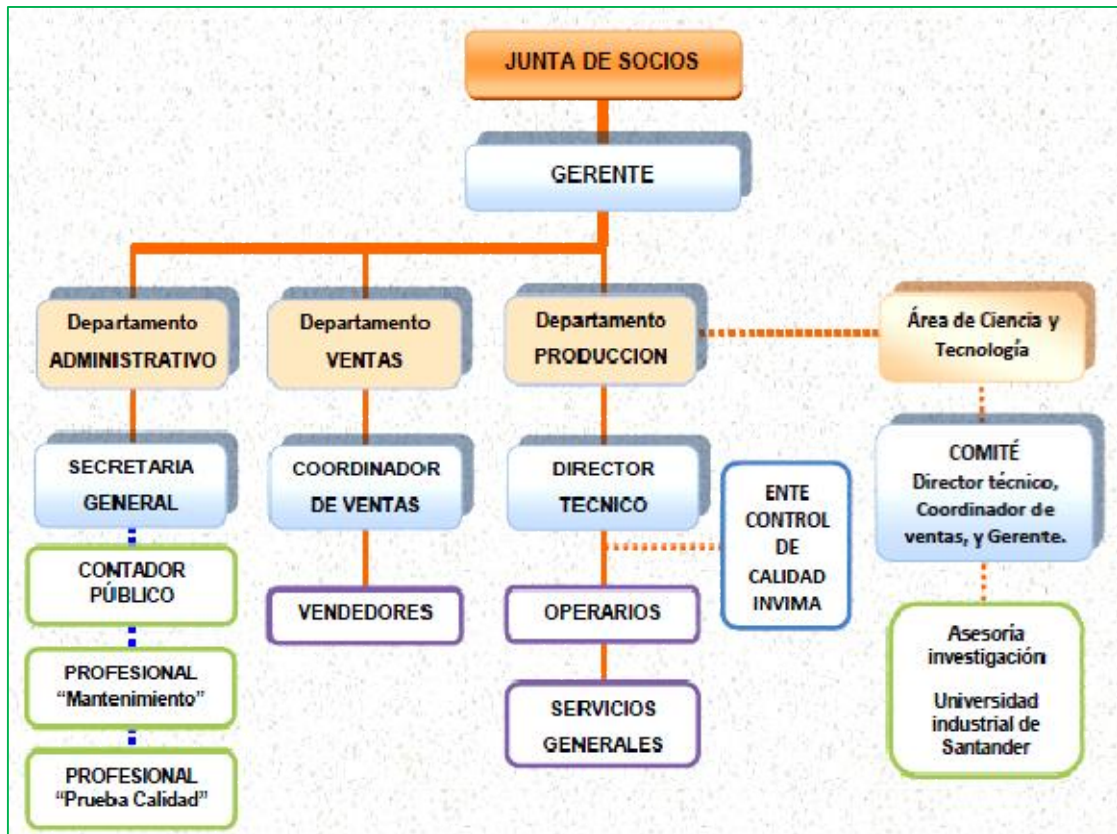 JUNTA DE SOCIOS
GERENTE
Departamento
ADMINISTRATIVO
Departamento
VENTAS
Departamento
PRODUCCION
Área de Ciencia y
Tecnología
SECRETARIA
GENERAL
COORDINADOR
DE VENTAS
DIRECTOR
TECNICO
ENTE
CONTROL
DE
CALIDAD
INVIMA
COMITÉ
Director técnico,
Coordinador de
ventas, y Gerente.
CONTADOR
PÚBLICO
VENDEDORES
OPERARIOS
PROFESIONAL
“Mantenimiento”
SERVICIOS
GENERALES
Asesoría
investigación
Universidad
industrial de
Santander
PROFESIONAL
“Prueba Calidad”